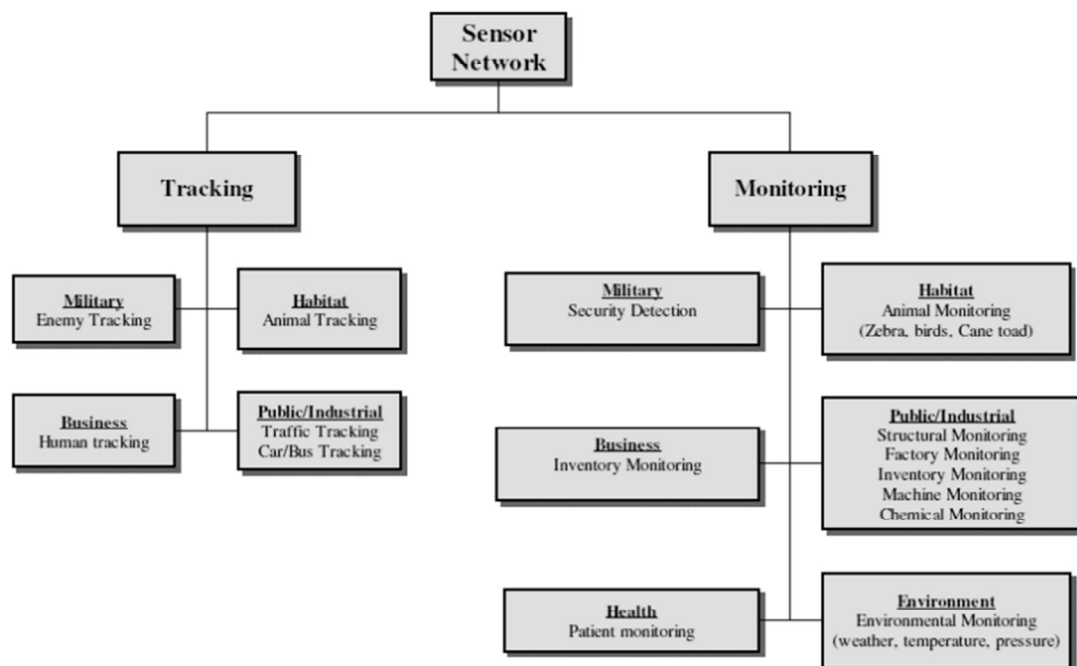 Sensor
Network
Tracking
Monitoring
Military
Enemy Tracking
Habitat
Animal Tracking
Business
Human tracking
Public/Industrial
Traffic Tracking
Car/Bus Tracking
Military
Security Detection
Habitat
Animal Monitoring
(Zebra, birds, Cane toad)
Business
Inventory Monitoring
Public/Industrial
Structural Monitoring
Factory Monitoring
Inventory Monitoring
Machine Monitoring
Chemical Monitoring
Health
Patient monitoring
Environment
Environmental Monitoring
(weather, temperature, pressure)